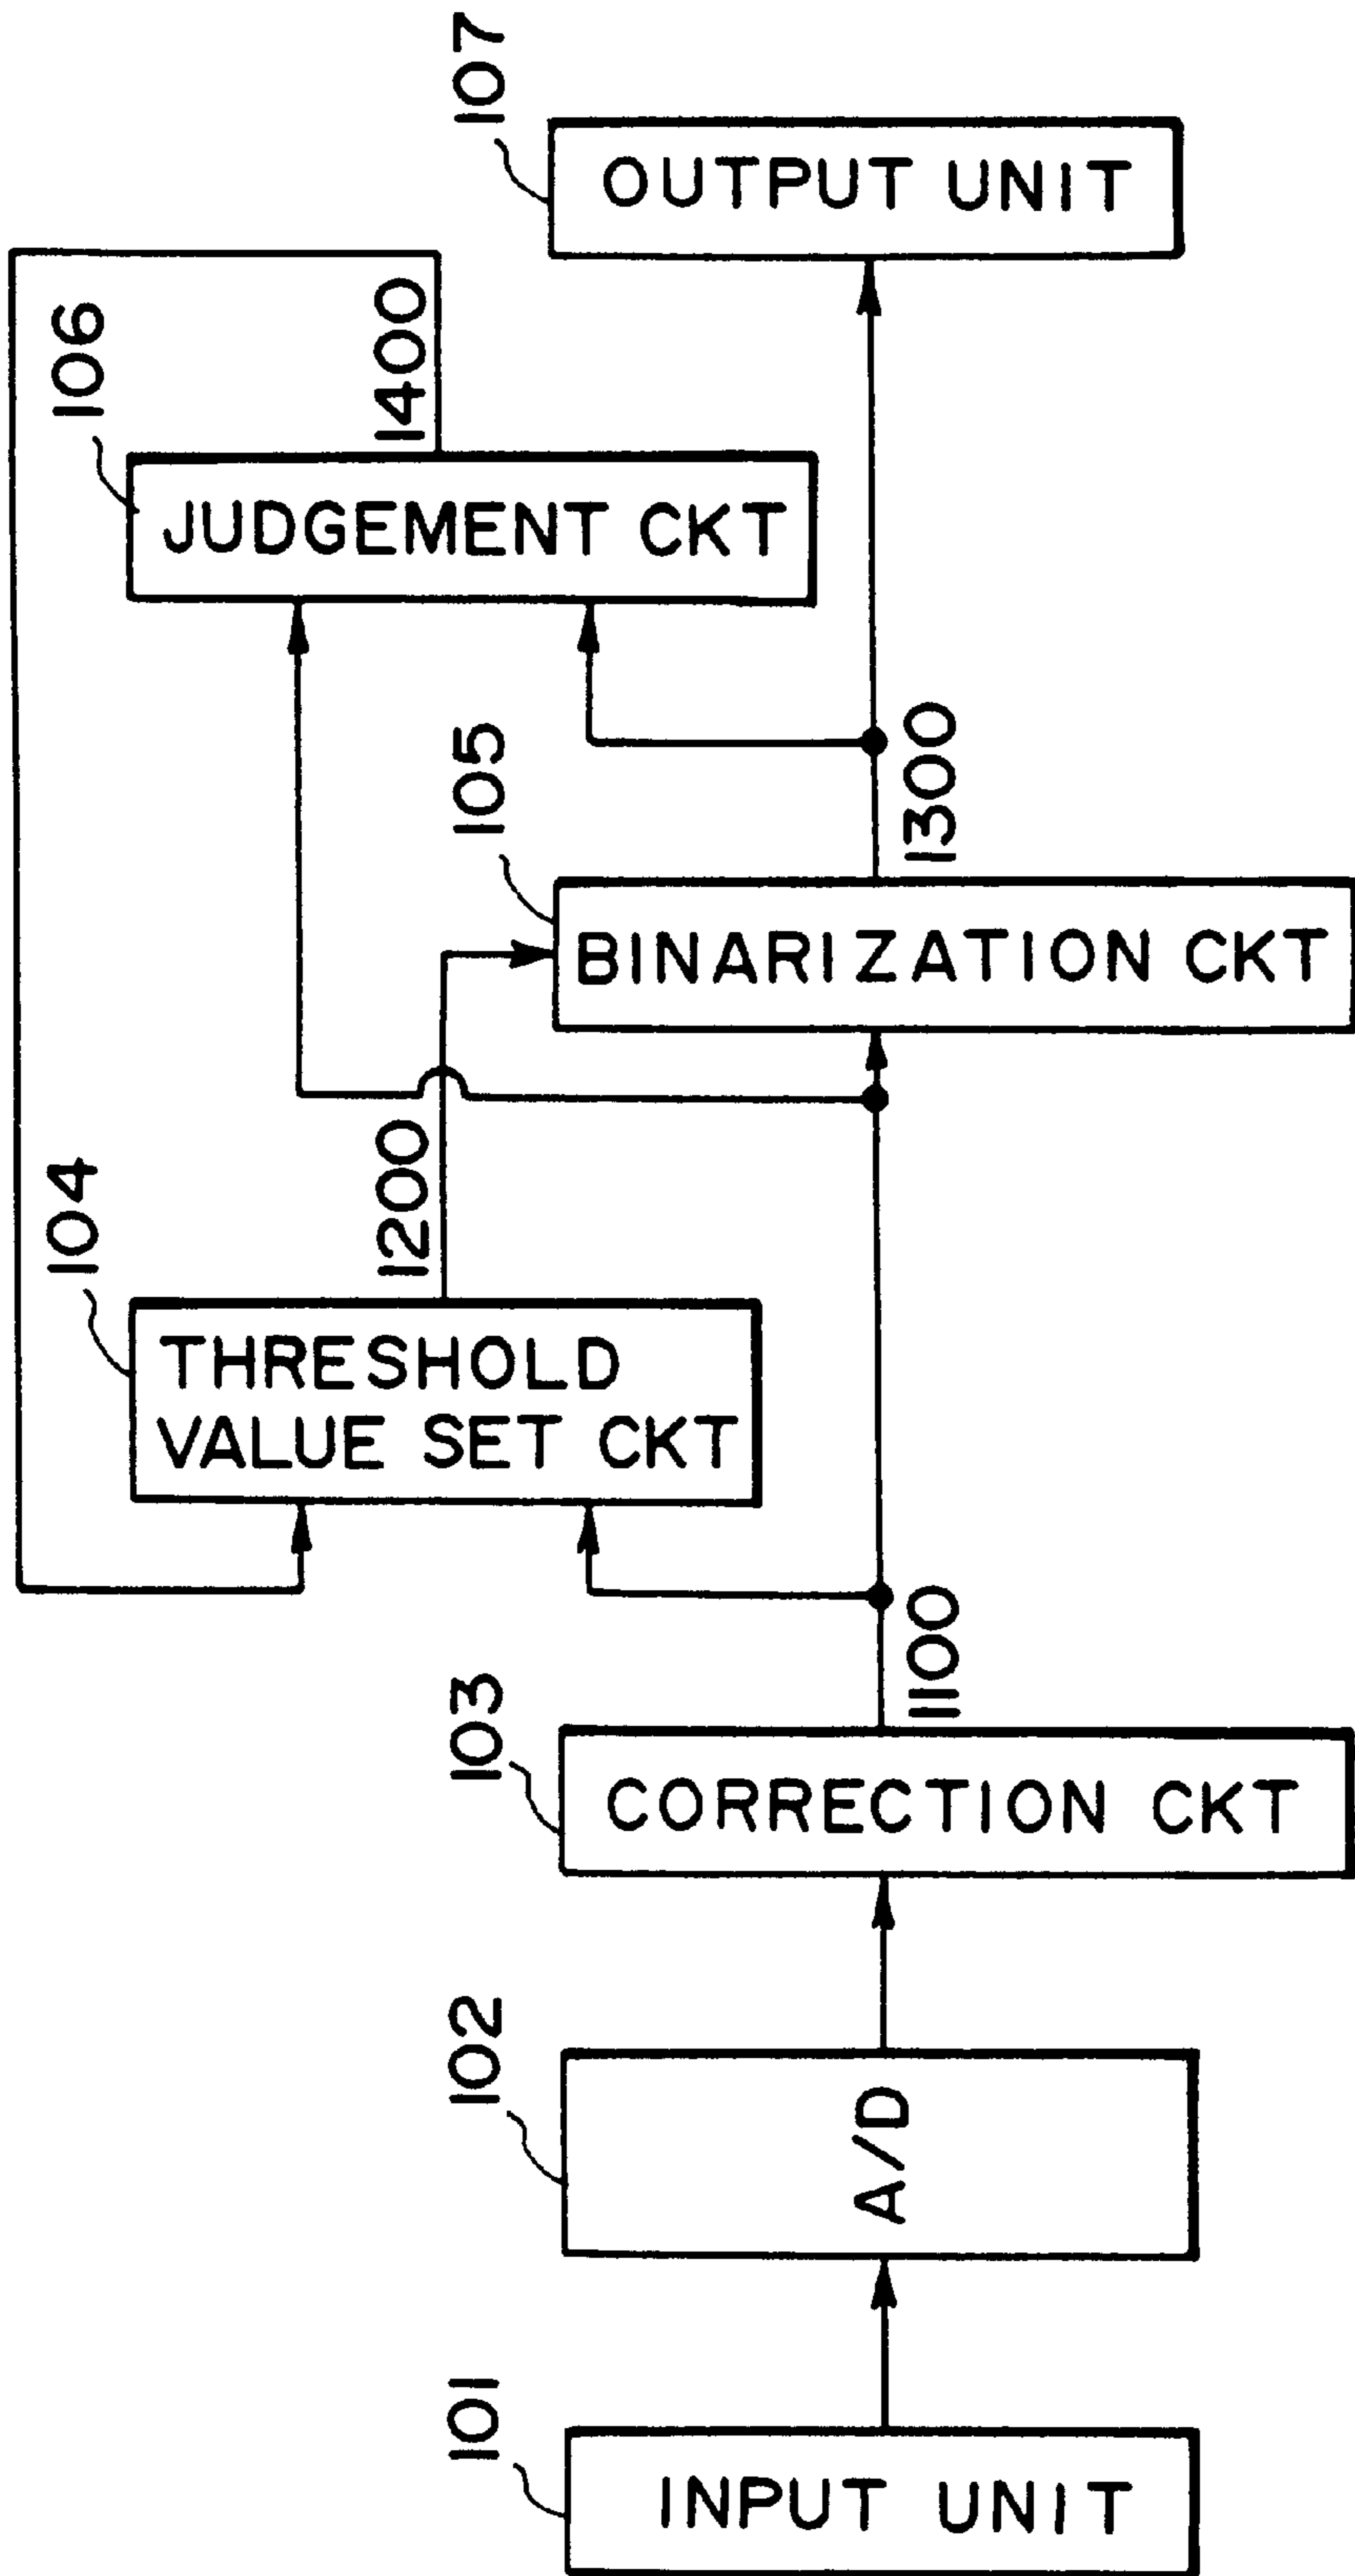 101
INPUT UNIT
102
A/D
103
CORRECTION CKT
1100
104
THRESHOLD
VALUE SET CKT
1200
105
BINARIZATION CKT
1300
106
JUDGEMENT CKT
1400
107
OUTPUT UNIT